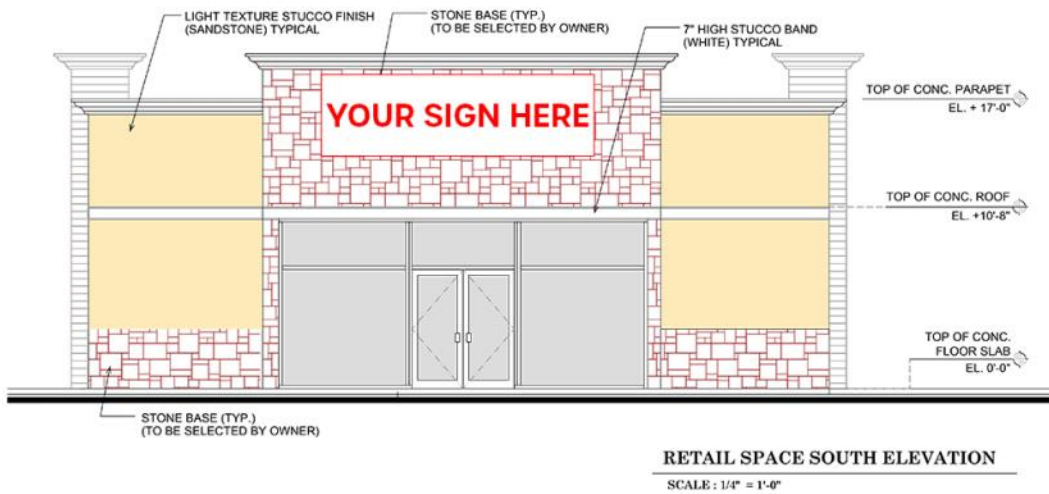 LIGHT TEXTURE STUCCO FINISH
(SANDSTONE) TYPICAL
STONE BASE (TYP.)
(TO BE SELECTED BY OWNER)
7" HIGH STUCCO BAND
(WHITE) TYPICAL
YOUR SIGN HERE
TOP OF CONC. PARAPET
EL. + 17'-0"
TOP OF CONC. ROOF
EL. +10'-8"
TOP OF CONC.
FLOOR SLAB
EL. 0'-0"
STONE BASE (TYP.)
(TO BE SELECTED BY OWNER)
RETAIL SPACE SOUTH ELEVATION
SCALE : 1/4" = 1'-0"